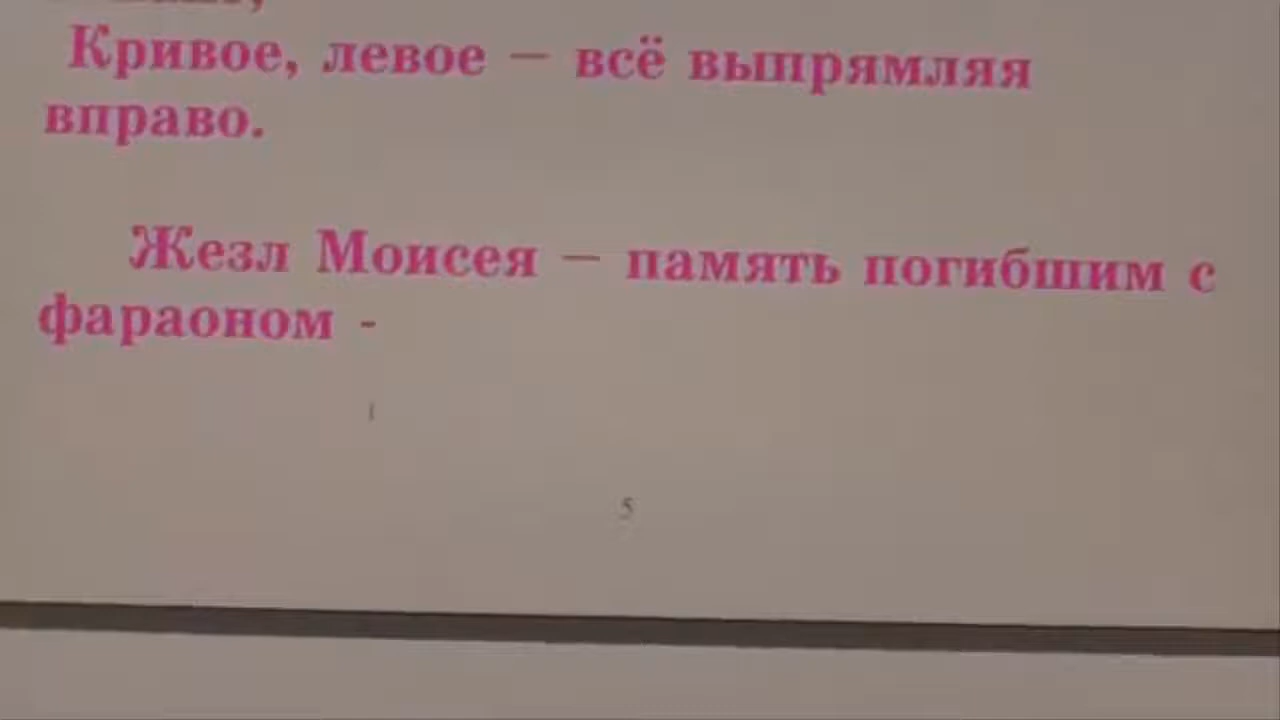 Кривое, левое — всё выпрямляя
вправо.
Жезл Моисея — память погибшим с
фараоном -
5